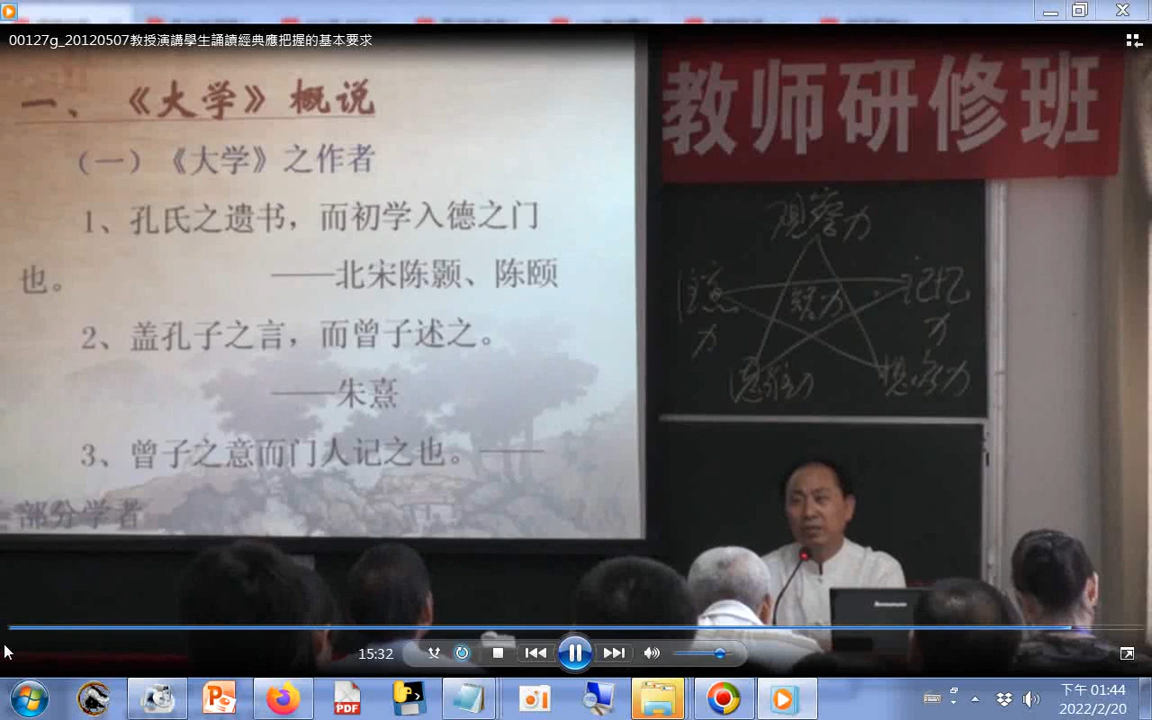 00127g_20120507教授演講學生誦讀經典應把握的基本要求
一、《大学》概说
（一）《大学》之作者
1、孔氏之遗书，而初学入德之门
也。 ——北宋陈颢、陈颐
2、盖孔子之言，而曾子述之。
——朱熹
3、曾子之意而门人记之也。——
部分学者
教师研修班
观察力
注意
力
记忆
力
思维力
想像力
lenovo
15:32
PDF
下午 01:44
2022/2/20